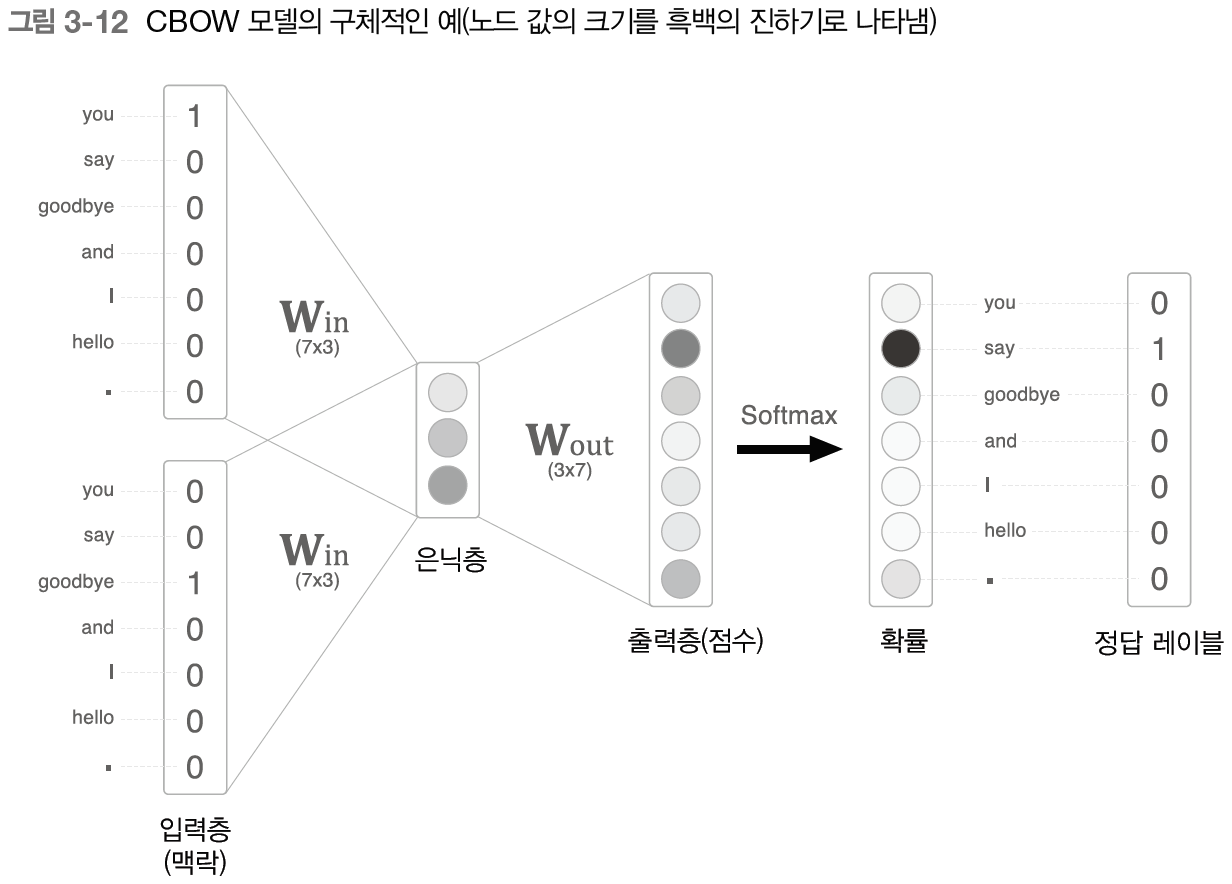 그림 3-12 CBOW 모델의 구체적인 예(노드 값의 크기를 흑백의 진하기로 나타냄)
you 1
say 0
goodbye 0
and 0
I 0
hello 0
. 0
Win
(7x3)
you 0
say 0
goodbye 1
and 0
I 0
hello 0
. 0
Win
(7x3)
입력층
(맥락)
은닉층
Wout
(3x7)
출력층(점수)
Softmax
확률
you 0
say 1
goodbye 0
and 0
I 0
hello 0
. 0
정답 레이블